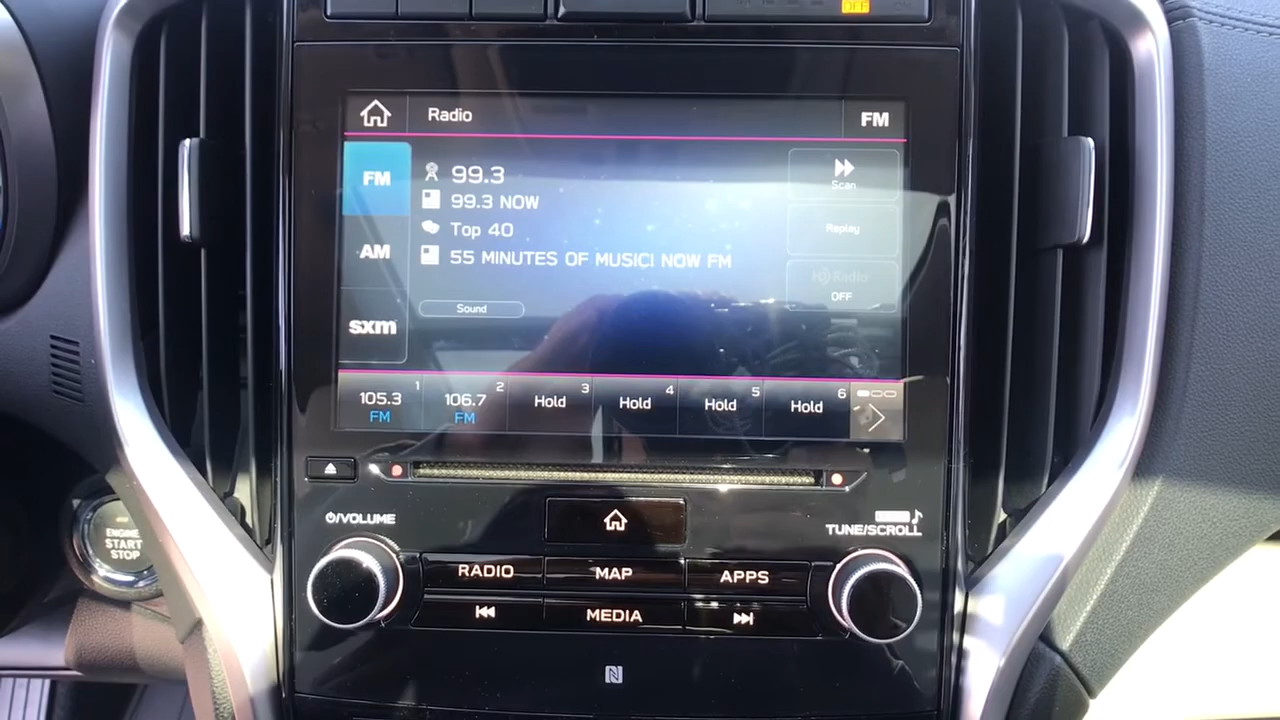 OFF
Radio
FM
FM
99.3
Scan
99.3 NOW
Top 40
Replay
AM
55 MINUTES OF MUSIC! NOW FM
HD Radio
OFF
Sound
sxm
1
2
3
4
5
6
105.3
FM
106.7
FM
Hold
Hold
Hold
Hold
/VOLUME
TUNE/SCROLL
ENGINE
START
STOP
RADIO
MAP
APPS
MEDIA
N